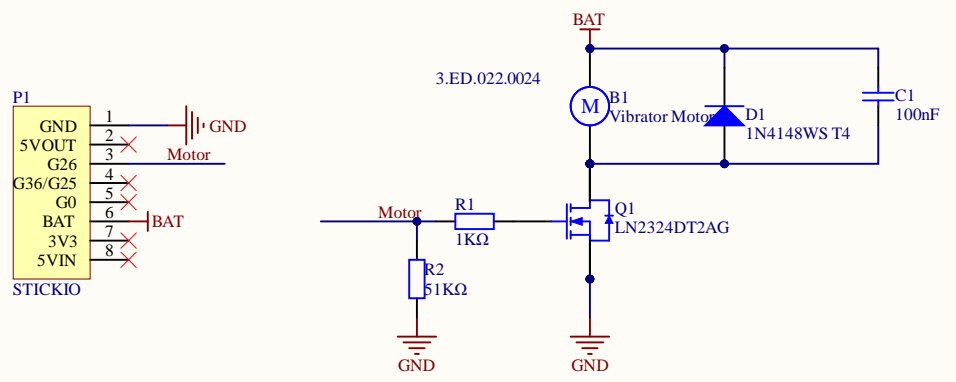 BAT
3.ED.022.0024
P1
M
B1
Vibrator Motor
D1
1N4148WS T4
C1
100nF
GND 1 GND
5VOUT 2
G26 3 Motor
G36/G25 4
G0 5
BAT 6 BAT
3V3 7
5VIN 8
STICKIO
Motor
R1
1KΩ
Q1
LN2324DT2AG
R2
51KΩ
GND
GND